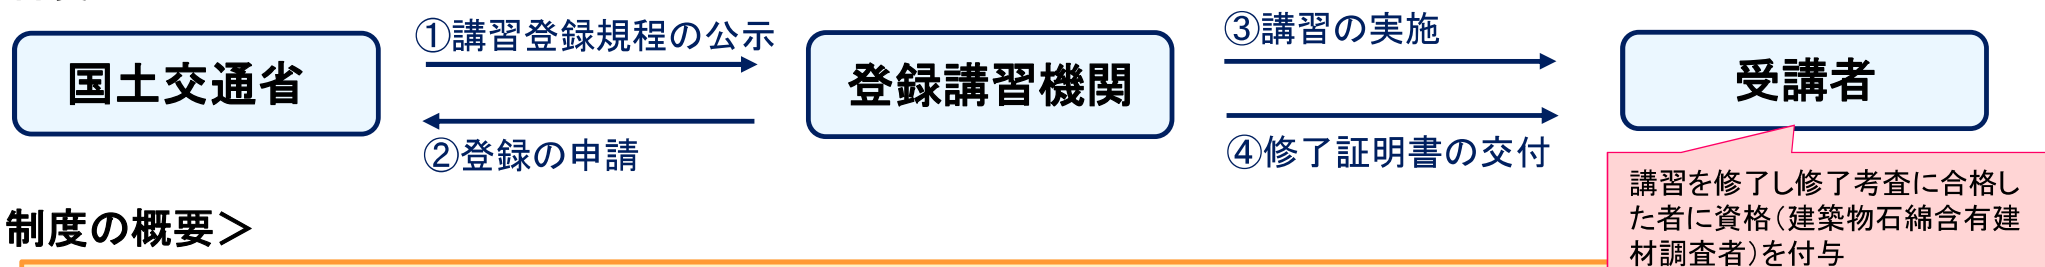 国土交通省
①講習登録規程の公示
②登録の申請
登録講習機関
③講習の実施
④修了証明書の交付
受講者
講習を修了し修了考査に合格し
た者に資格（建築物石綿含有建
材調査者）を付与
制度の概要＞